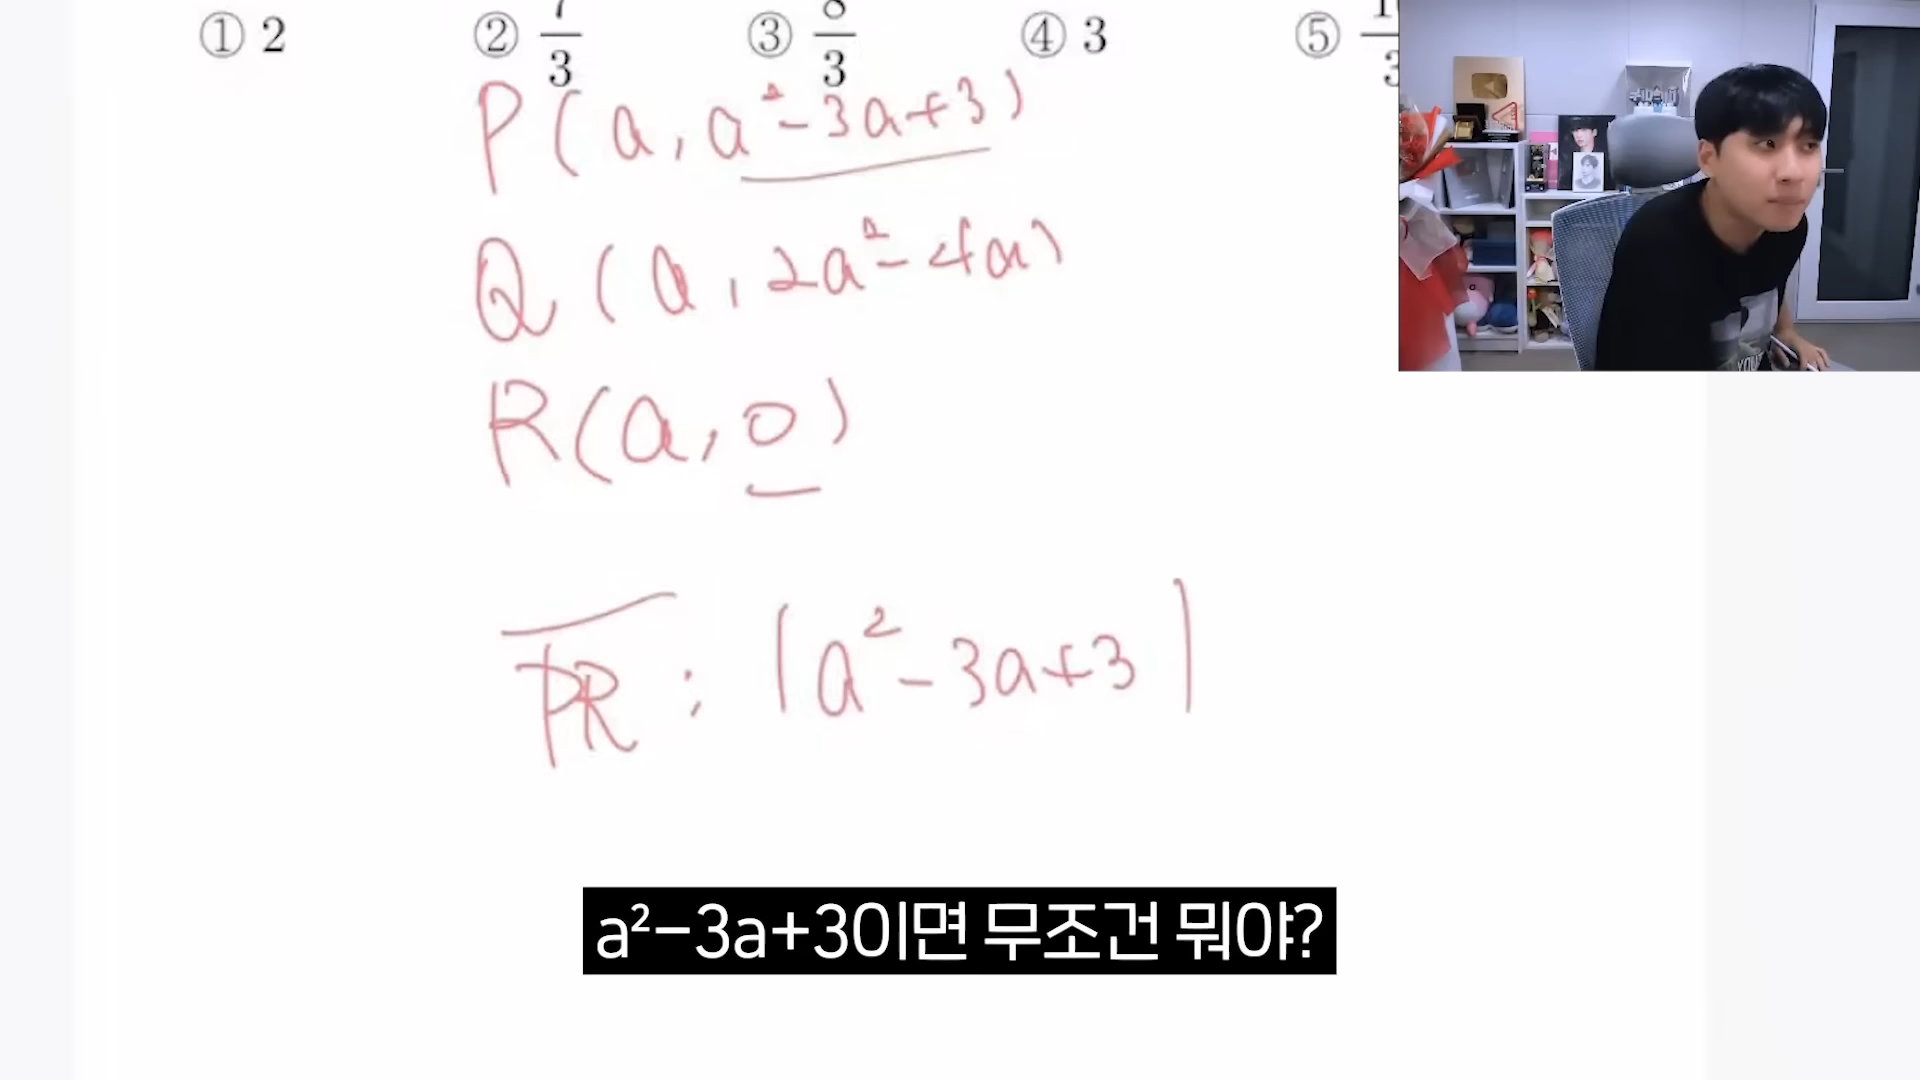 ① 2 ② 7/3 ③ 8/3 ④ 3 ⑤
P(a, a²-3a+3)
Q(a, 2a²-4a)
R(a, 0)
PR : |a²-3a+3|
a²-3a+3이면 무조건 뭐야?